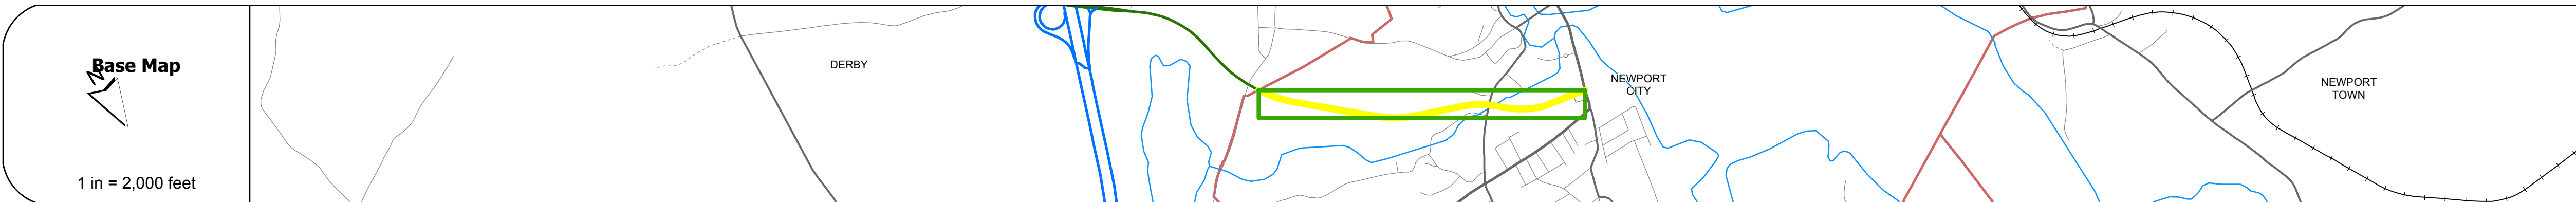 Base Map
N
1 in = 2,000 feet
DERBY
NEWPORT
CITY
NEWPORT
TOWN